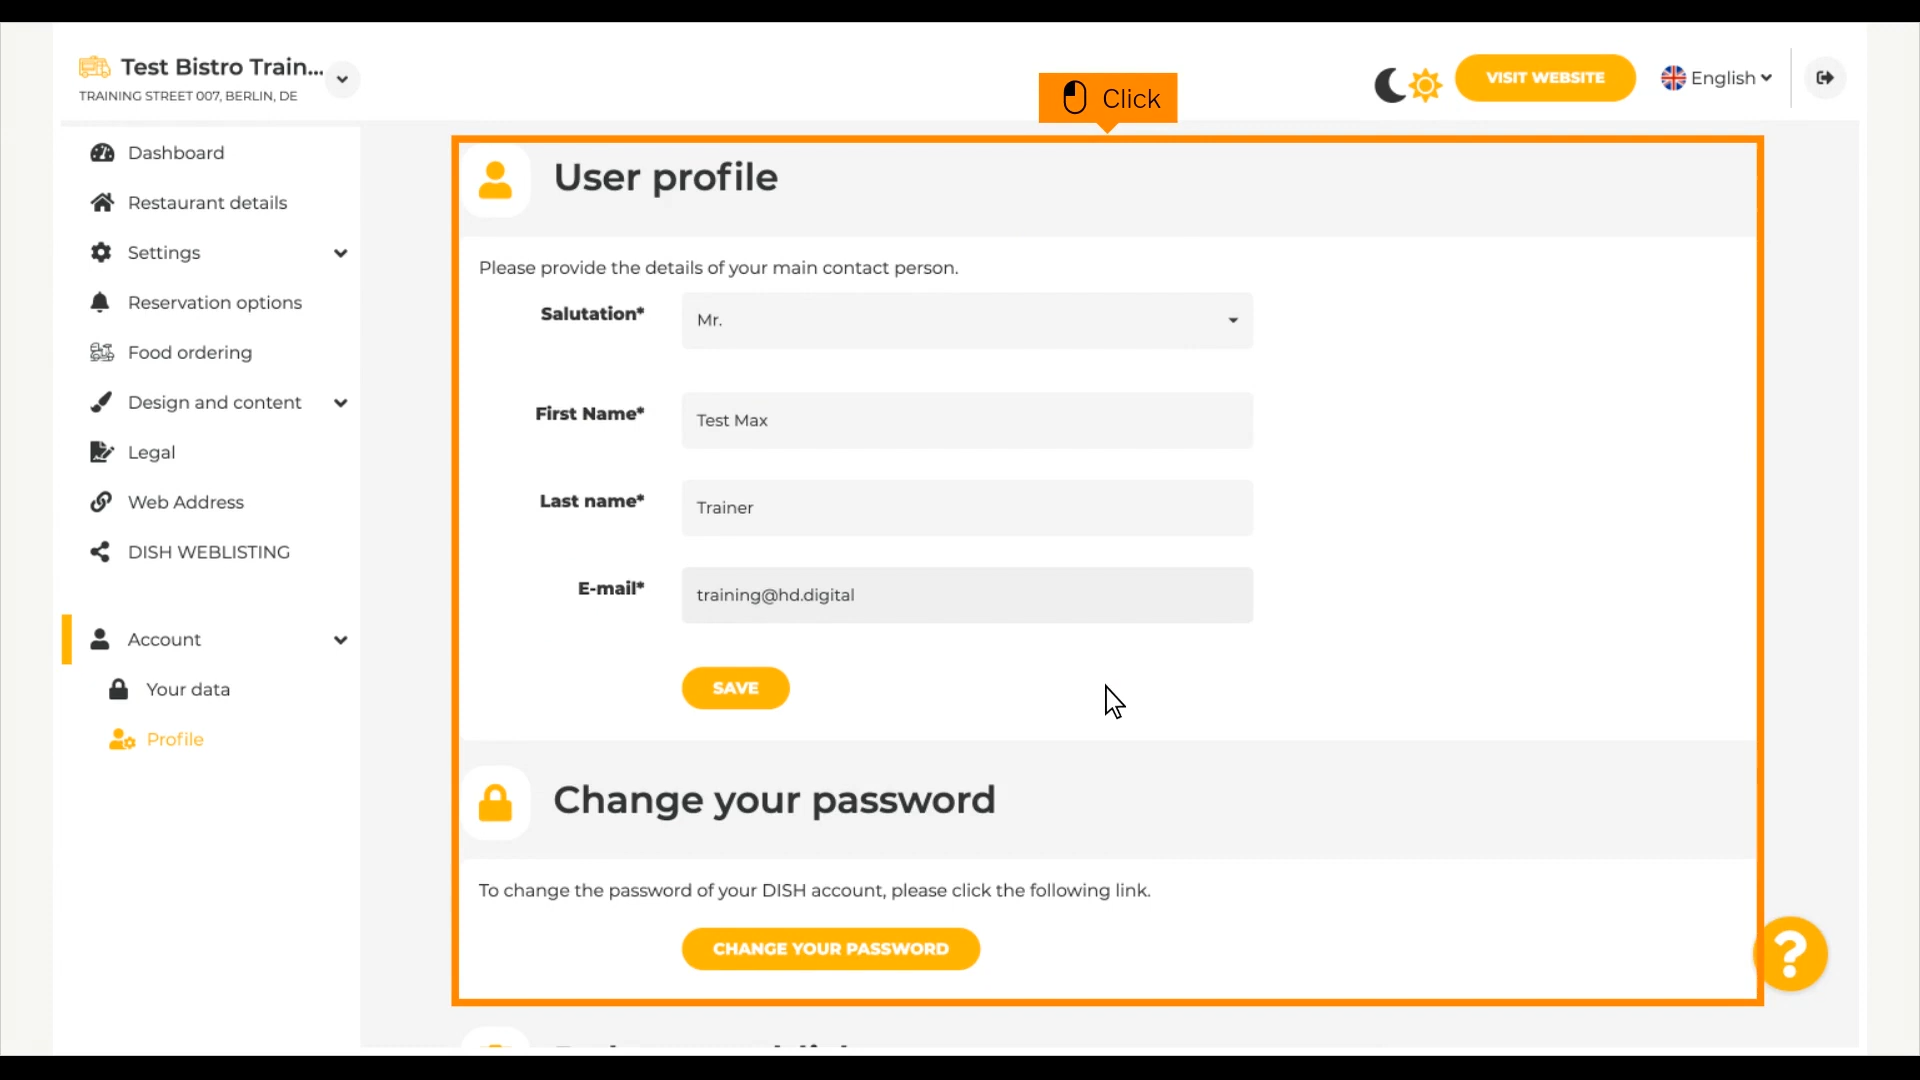 Test Bistro Train...
TRAINING STREET 007, BERLIN, DE
Click
VISIT WEBSITE
English
Dashboard
Restaurant details
Settings
Reservation options
Food ordering
Design and content
Legal
Web Address
DISH WEBLISTING
Account
Your data
Profile
User profile
Please provide the details of your main contact person.
Salutation*
Mr.
First Name*
Test Max
Last name*
Trainer
E-mail*
training@hd.digital
SAVE
Change your password
To change the password of your DISH account, please click the following link.
CHANGE YOUR PASSWORD
?